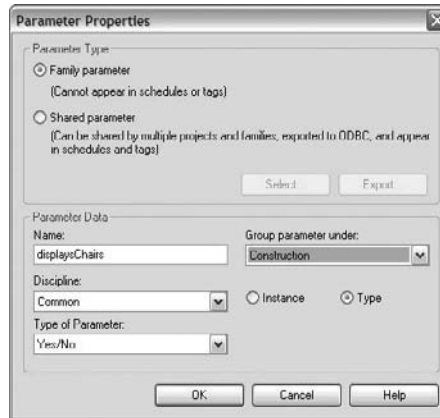 Parameter Properties
Parameter Type
Family parameter
(Cannot appear in schedules or tags)
Shared parameter
(Can be shared by multiple projects and families, exported to ODBC, and appear
in schedules and tags)
Select...
Export...
Parameter Data
Name:
Group parameter under:
displaysChairs
Construction
Discipline:
Common
Instance
Type
Type of Parameter:
Yes/No
OK
Cancel
Help